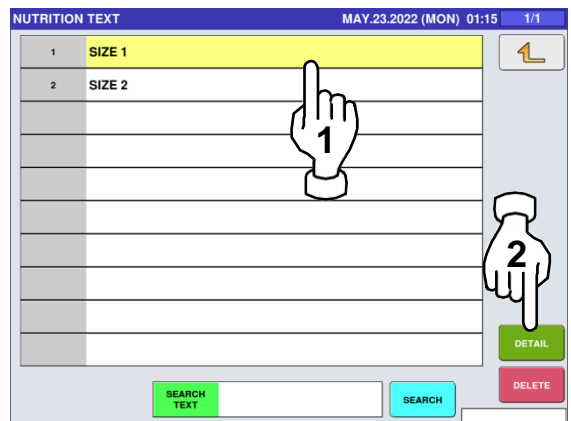 NUTRITION TEXT MAY.23.2022 (MON) 01:15 1/1
1 SIZE 1
2 SIZE 2
1
2
DETAIL
DELETE
SEARCH
TEXT
SEARCH